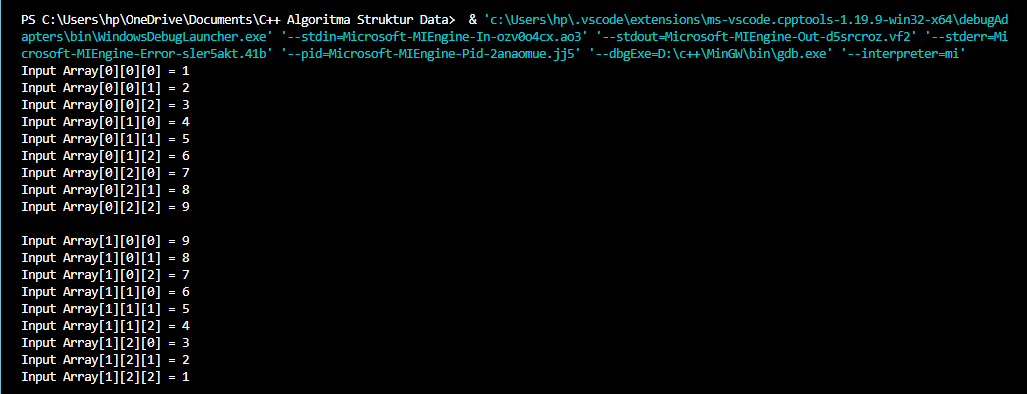 PS C:\Users\hp\OneDrive\Documents\C++ Algoritma Struktur Data>  & 'c:\Users\hp\.vscode\extensions\ms-vscode.cpptools-1.19.9-win32-x64\debugAd
apters\bin\WindowsDebugLauncher.exe' '--stdin=Microsoft-MIEngine-In-ozv0o4cx.ao3' '--stdout=Microsoft-MIEngine-Out-d5srcroz.vf2' '--stderr=Mi
crosoft-MIEngine-Error-sler5akt.41b' '--pid=Microsoft-MIEngine-Pid-2anaomue.jj5' '--dbgExe=D:\c++\MinGW\bin\gdb.exe' '--interpreter=mi'
Input Array[0][0][0] = 1
Input Array[0][0][1] = 2
Input Array[0][0][2] = 3
Input Array[0][1][0] = 4
Input Array[0][1][1] = 5
Input Array[0][1][2] = 6
Input Array[0][2][0] = 7
Input Array[0][2][1] = 8
Input Array[0][2][2] = 9

Input Array[1][0][0] = 9
Input Array[1][0][1] = 8
Input Array[1][0][2] = 7
Input Array[1][1][0] = 6
Input Array[1][1][1] = 5
Input Array[1][1][2] = 4
Input Array[1][2][0] = 3
Input Array[1][2][1] = 2
Input Array[1][2][2] = 1